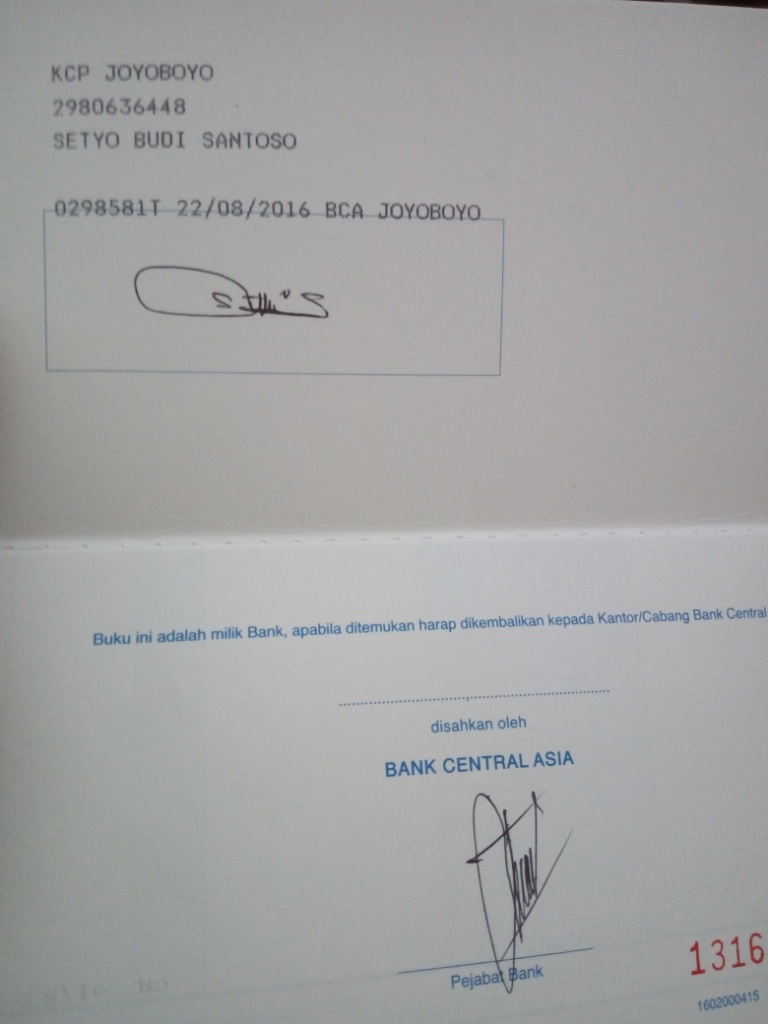 KCP JOYOBOYO
2980636448
SETYO BUDI SANTOSO
0298581T 22/08/2016 BCA JOYOBOYO
Buku ini adalah milik Bank, apabila ditemukan harap dikembalikan kepada Kantor/Cabang Bank Central
disahkan oleh
BANK CENTRAL ASIA
Pejabat Bank
1316
1602000415